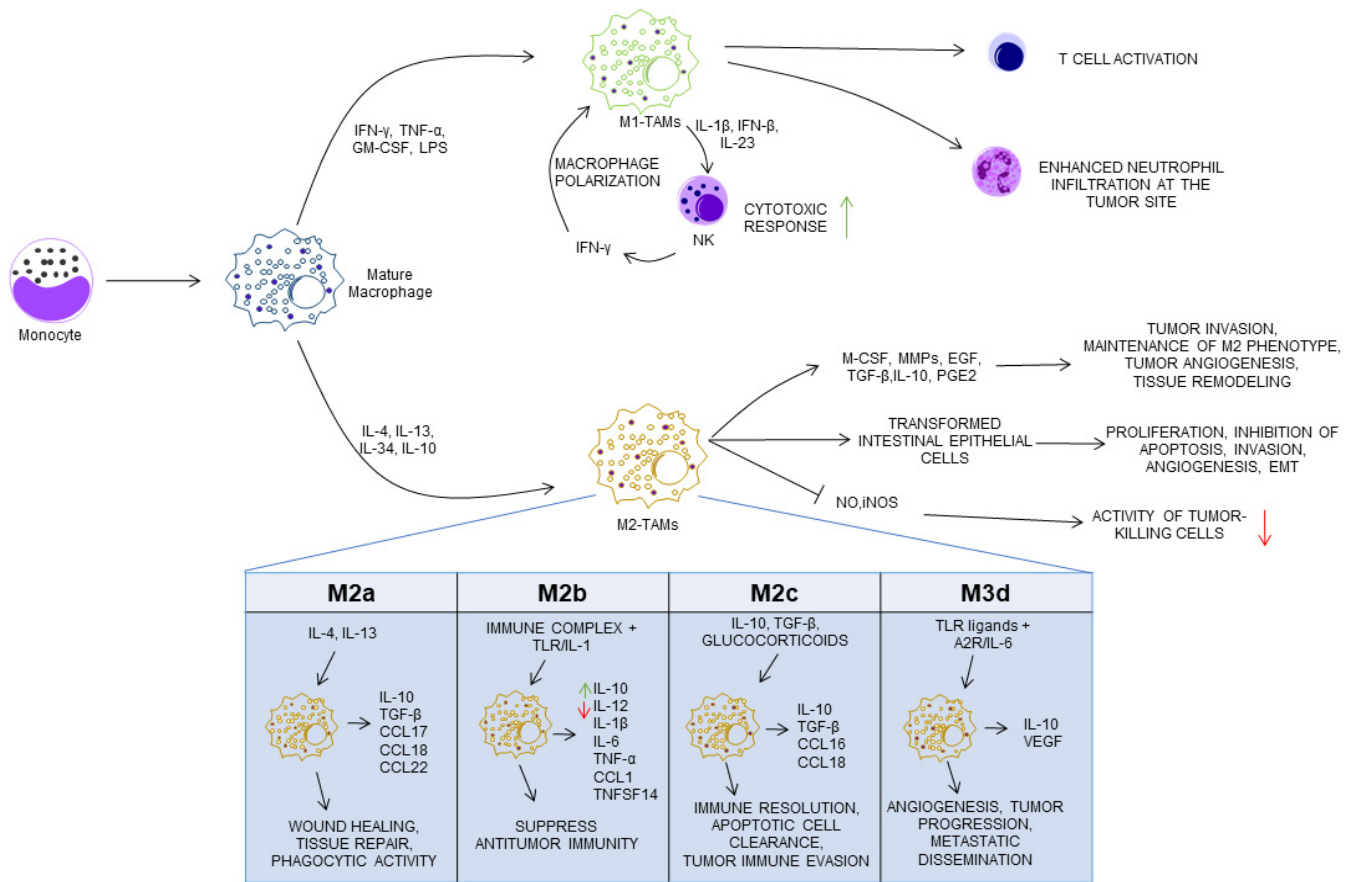 T CELL ACTIVATION
M1-TAMs
IFN-γ, TNF-α,
GM-CSF, LPS
IL-1β, IFN-β,
IL-23
MACROPHAGE
POLARIZATION
ENHANCED NEUTROPHIL
INFILTRATION AT THE
TUMOR SITE
CYTOTOXIC
RESPONSE
NK
IFN-γ
Mature
Macrophage
Monocyte
IL-4, IL-13,
IL-34, IL-10
M2-TAMs
M-CSF, MMPs, EGF,
TGF-β,IL-10, PGE2
TUMOR INVASION,
MAINTENANCE OF M2 PHENOTYPE,
TUMOR ANGIOGENESIS,
TISSUE REMODELING
TRANSFORMED
INTESTINAL EPITHELIAL
CELLS
PROLIFERATION, INHIBITION OF
APOPTOSIS, INVASION,
ANGIOGENESIS, EMT
NO,iNOS
ACTIVITY OF TUMOR-
KILLING CELLS
M2a
IL-4, IL-13
IL-10
TGF-β
CCL17
CCL18
CCL22
WOUND HEALING,
TISSUE REPAIR,
PHAGOCYTIC ACTIVITY
M2b
IMMUNE COMPLEX +
TLR/IL-1
IL-10
IL-12
IL-1β
IL-6
TNF-α
CCL1
TNFSF14
SUPPRESS
ANTITUMOR IMMUNITY
M2c
IL-10, TGF-β,
GLUCOCORTICOIDS
IL-10
TGF-β
CCL16
CCL18
IMMUNE RESOLUTION,
APOPTOTIC CELL
CLEARANCE,
TUMOR IMMUNE EVASION
M3d
TLR ligands +
A2R/IL-6
IL-10
VEGF
ANGIOGENESIS, TUMOR
PROGRESSION,
METASTATIC
DISSEMINATION